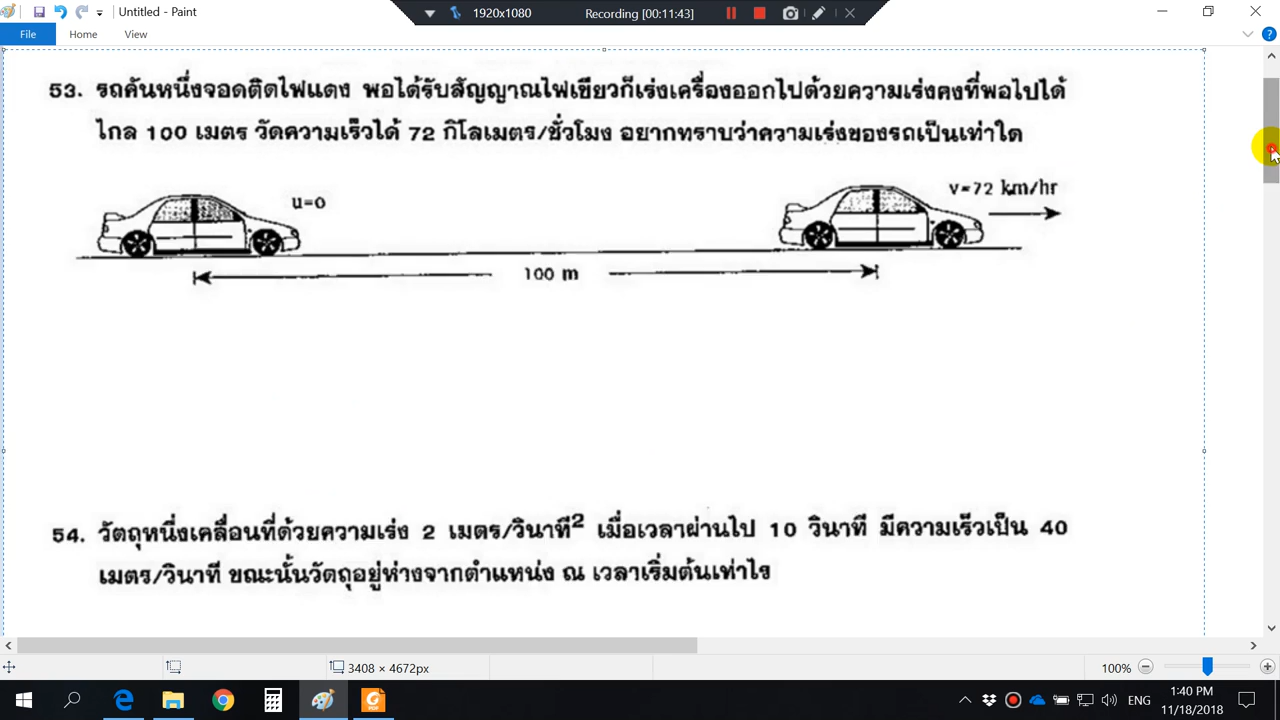 Untitled - Paint
1920x1080
Recording [00:11:43]
File
Home
View
53. รถคันหนึ่งจอดติดไฟแดง พอได้รับสัญญาณไฟเขียวก็เร่งเครื่องออกไปด้วยความเร่งคงที่พอไปได้
ไกล 100 เมตร วัดความเร็วได้ 72 กิโลเมตร/ชั่วโมง อยากทราบว่าความเร่งของรถเป็นเท่าใด
u=0
v=72 km/hr
100 m
54. วัตถุหนึ่งเคลื่อนที่ด้วยความเร่ง 2 เมตร/วินาที² เมื่อเวลาผ่านไป 10 วินาที มีความเร็วเป็น 40
เมตร/วินาที ขณะนั้นวัตถุอยู่ห่างจากตำแหน่ง ณ เวลาเริ่มต้นเท่าไร
3408 × 4672px
100%
ENG
1:40 PM
11/18/2018